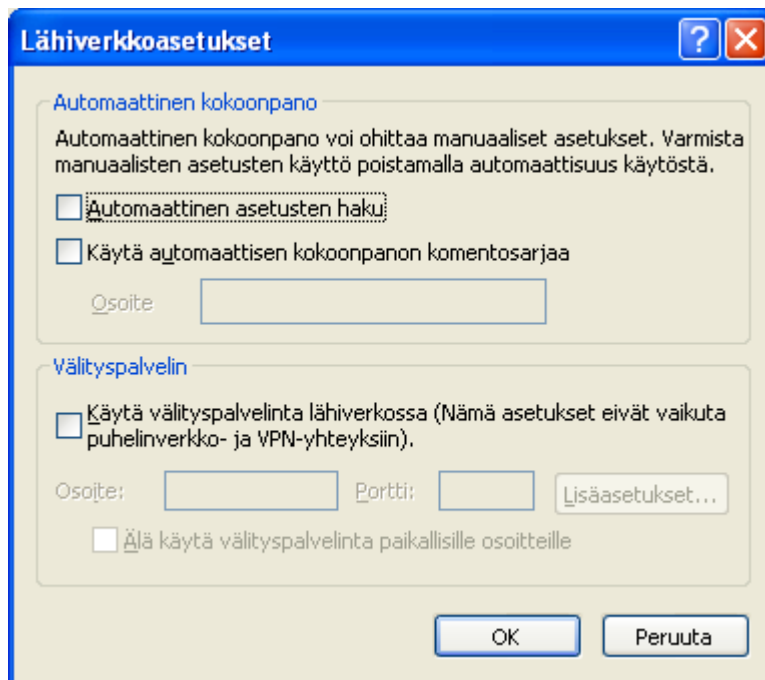 Lähiverkkoasetukset
Automaattinen kokoonpano
Automaattinen kokoonpano voi ohittaa manuaaliset asetukset. Varmista
manuaalisten asetusten käyttö poistamalla automaattisuus käytöstä.
Automaattinen asetusten haku
Käytä automaattisen kokoonpanon komentosarjaa
Osoite
Välityspalvelin
Käytä välityspalvelinta lähiverkossa (Nämä asetukset eivät vaikuta
puhelinverkko- ja VPN-yhteyksiin).
Osoite: Portti: Lisäasetukset...
Älä käytä välityspalvelinta paikallisille osoitteille
OK Peruuta